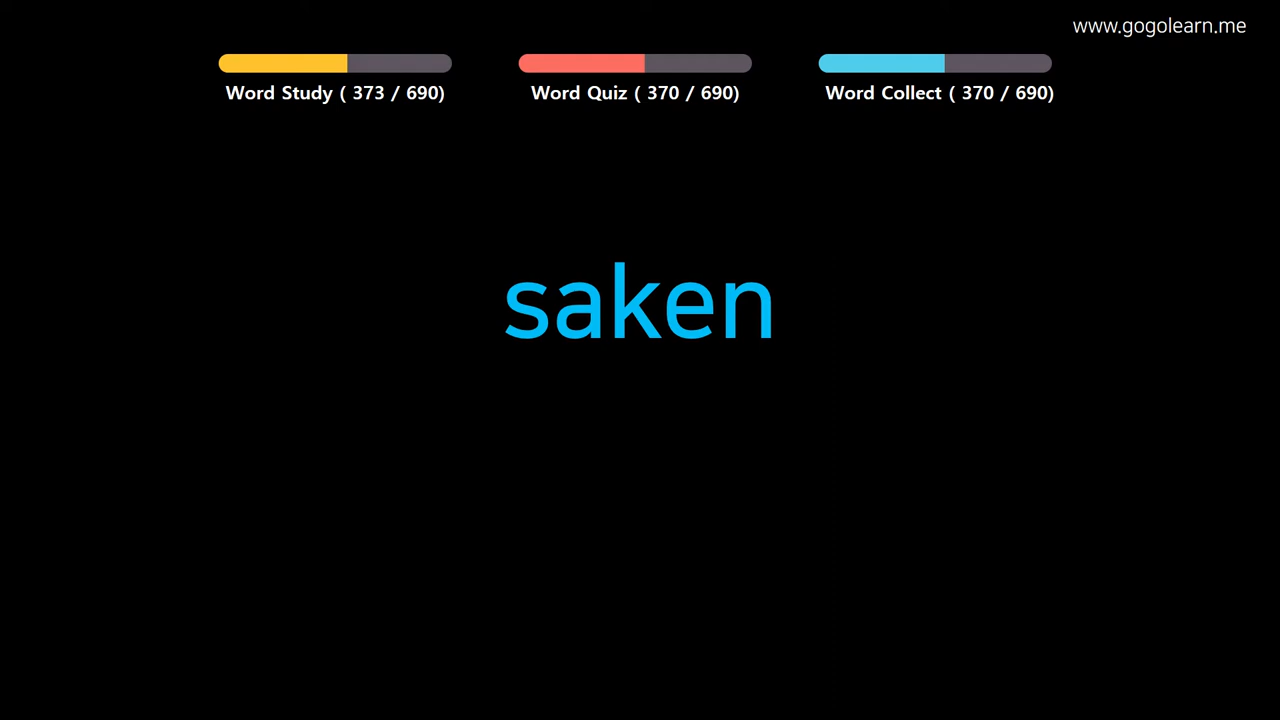 www.gogolearn.me
Word Study ( 373 / 690)
Word Quiz ( 370 / 690)
Word Collect ( 370 / 690)
saken